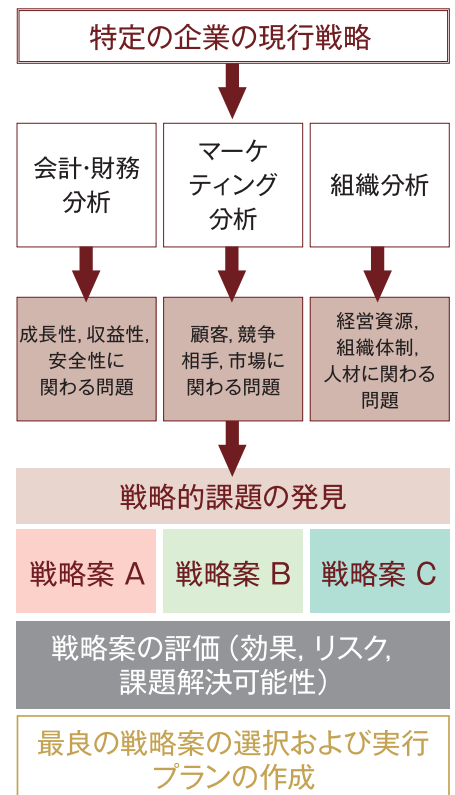 特定の企業の現行戦略
会計・財務
分析
マーケ
ティング
分析
組織分析
成長性, 収益性,
安全性に
関わる問題
顧客, 競争
相手, 市場に
関わる問題
経営資源,
組織体制,
人材に関わる
問題
戦略的課題の発見
戦略案 A
戦略案 B
戦略案 C
戦略案の評価（効果, リスク,
課題解決可能性）
最良の戦略案の選択および実行
プランの作成